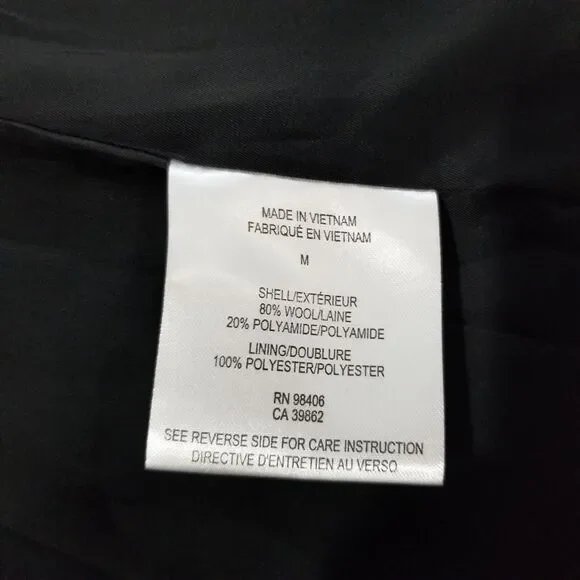 MADE IN VIETNAM
FABRIQUÉ EN VIETNAM
M
SHELL/EXTÉRIEUR
80% WOOL/LAINE
20% POLYAMIDE/POLYAMIDE
LINING/DOUBLURE
100% POLYESTER/POLYESTER
RN 98406
CA 39862
SEE REVERSE SIDE FOR CARE INSTRUCTION
DIRECTIVE D'ENTRETIEN AU VERSO